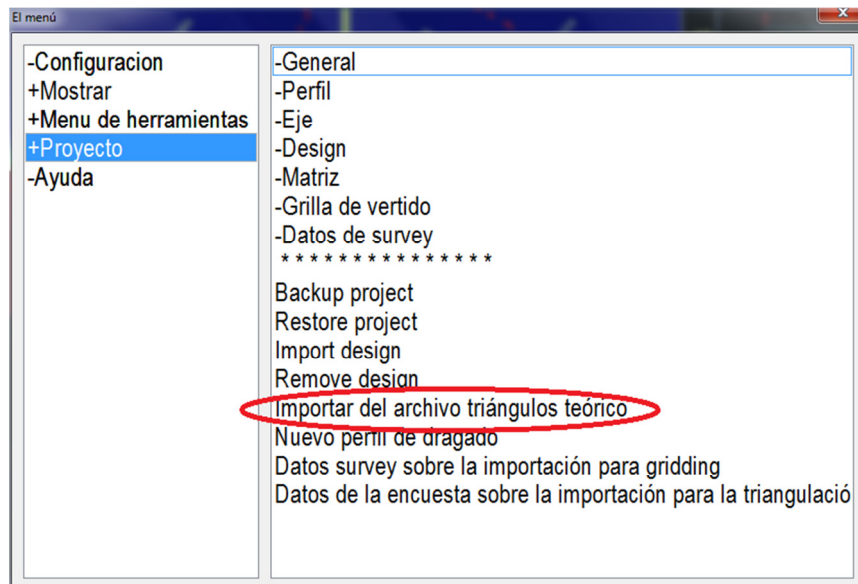 El menú
-Configuracion
+Mostrar
+Menu de herramientas
+Proyecto
-Ayuda
-General
-Perfil
-Eje
-Design
-Matriz
-Grilla de vertido
-Datos de survey
* * * * * * * * * * * * * * *
Backup project
Restore project
Import design
Remove design
Importar del archivo triángulos teórico
Nuevo perfil de dragado
Datos survey sobre la importación para gridding
Datos de la encuesta sobre la importación para la triangulació